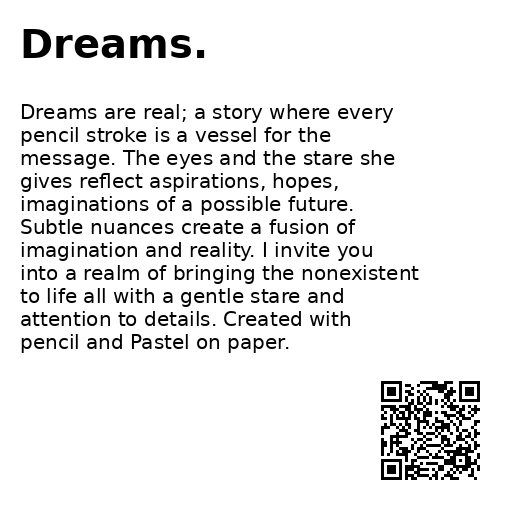 Dreams.
Dreams are real; a story where every
pencil stroke is a vessel for the
message. The eyes and the stare she
gives reflect aspirations, hopes,
imaginations of a possible future.
Subtle nuances create a fusion of
imagination and reality. I invite you
into a realm of bringing the nonexistent
to life all with a gentle stare and
attention to details. Created with
pencil and Pastel on paper.